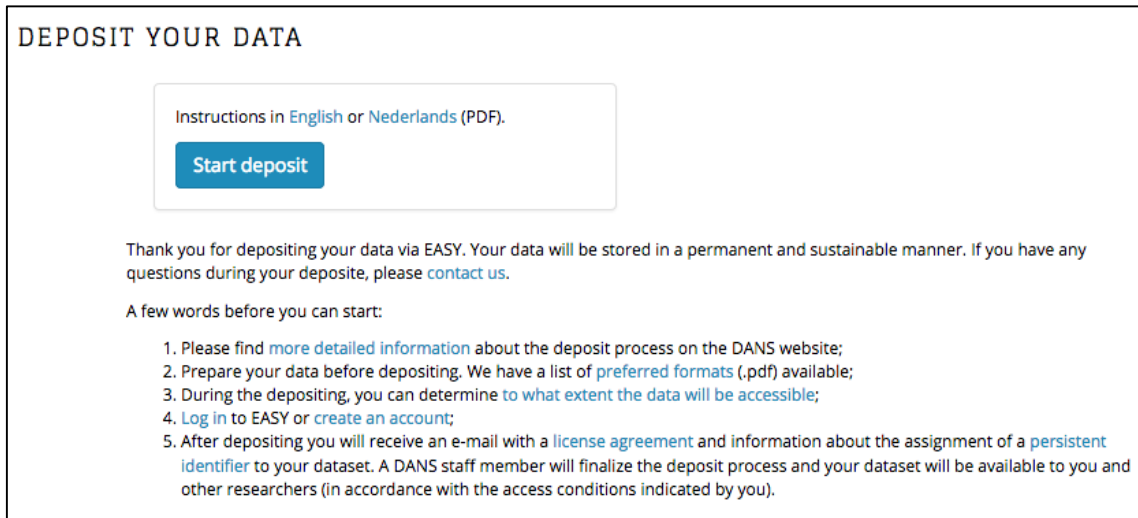 DEPOSIT YOUR DATA
Instructions in English or Nederlands (PDF).
Start deposit
Thank you for depositing your data via EASY. Your data will be stored in a permanent and sustainable manner. If you have any
questions during your deposite, please contact us.
A few words before you can start:
1. Please find more detailed information about the deposit process on the DANS website;
2. Prepare your data before depositing. We have a list of preferred formats (.pdf) available;
3. During the depositing, you can determine to what extent the data will be accessible;
4. Log in to EASY or create an account;
5. After depositing you will receive an e-mail with a license agreement and information about the assignment of a persistent
identifier to your dataset. A DANS staff member will finalize the deposit process and your dataset will be available to you and
other researchers (in accordance with the access conditions indicated by you).